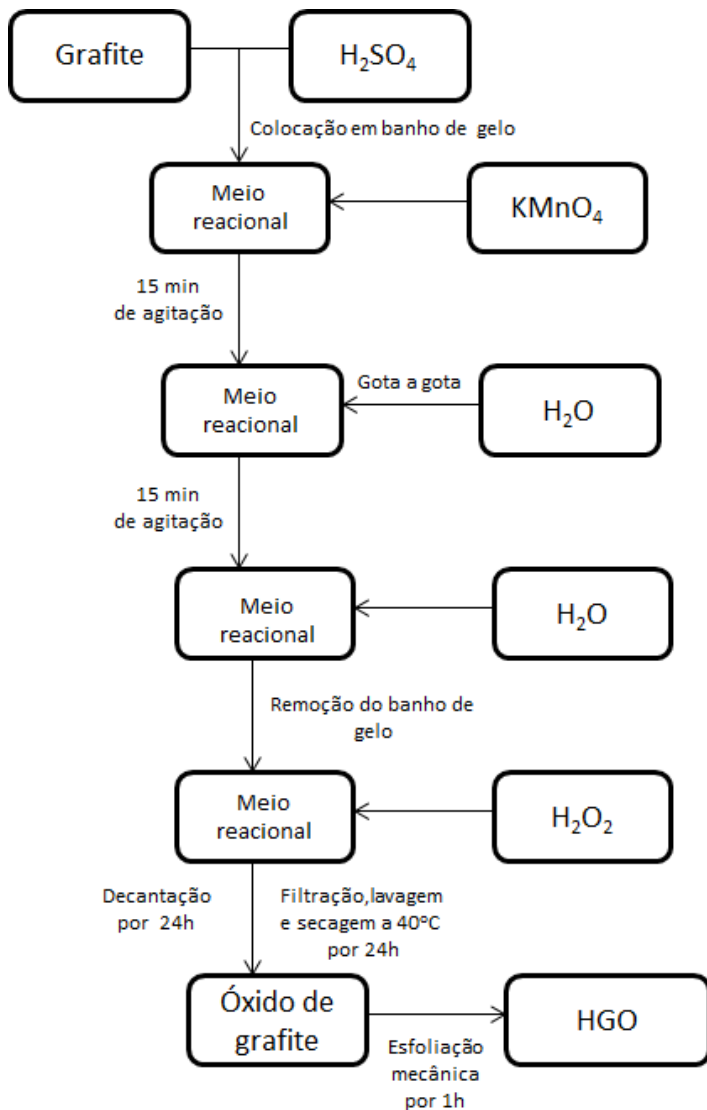 Grafite
H₂SO₄
Colocação em banho de gelo
Meio
reacional
KMnO₄
15 min
de agitação
Meio
reacional
Gota a gota
H₂O
15 min
de agitação
Meio
reacional
H₂O
Remoção do banho de
gelo
Meio
reacional
H₂O₂
Decantação
por 24h
Filtração,lavagem
e secagem a 40ºC
por 24h
Óxido de
grafite
Esfoliação
mecânica
por 1h
HGO